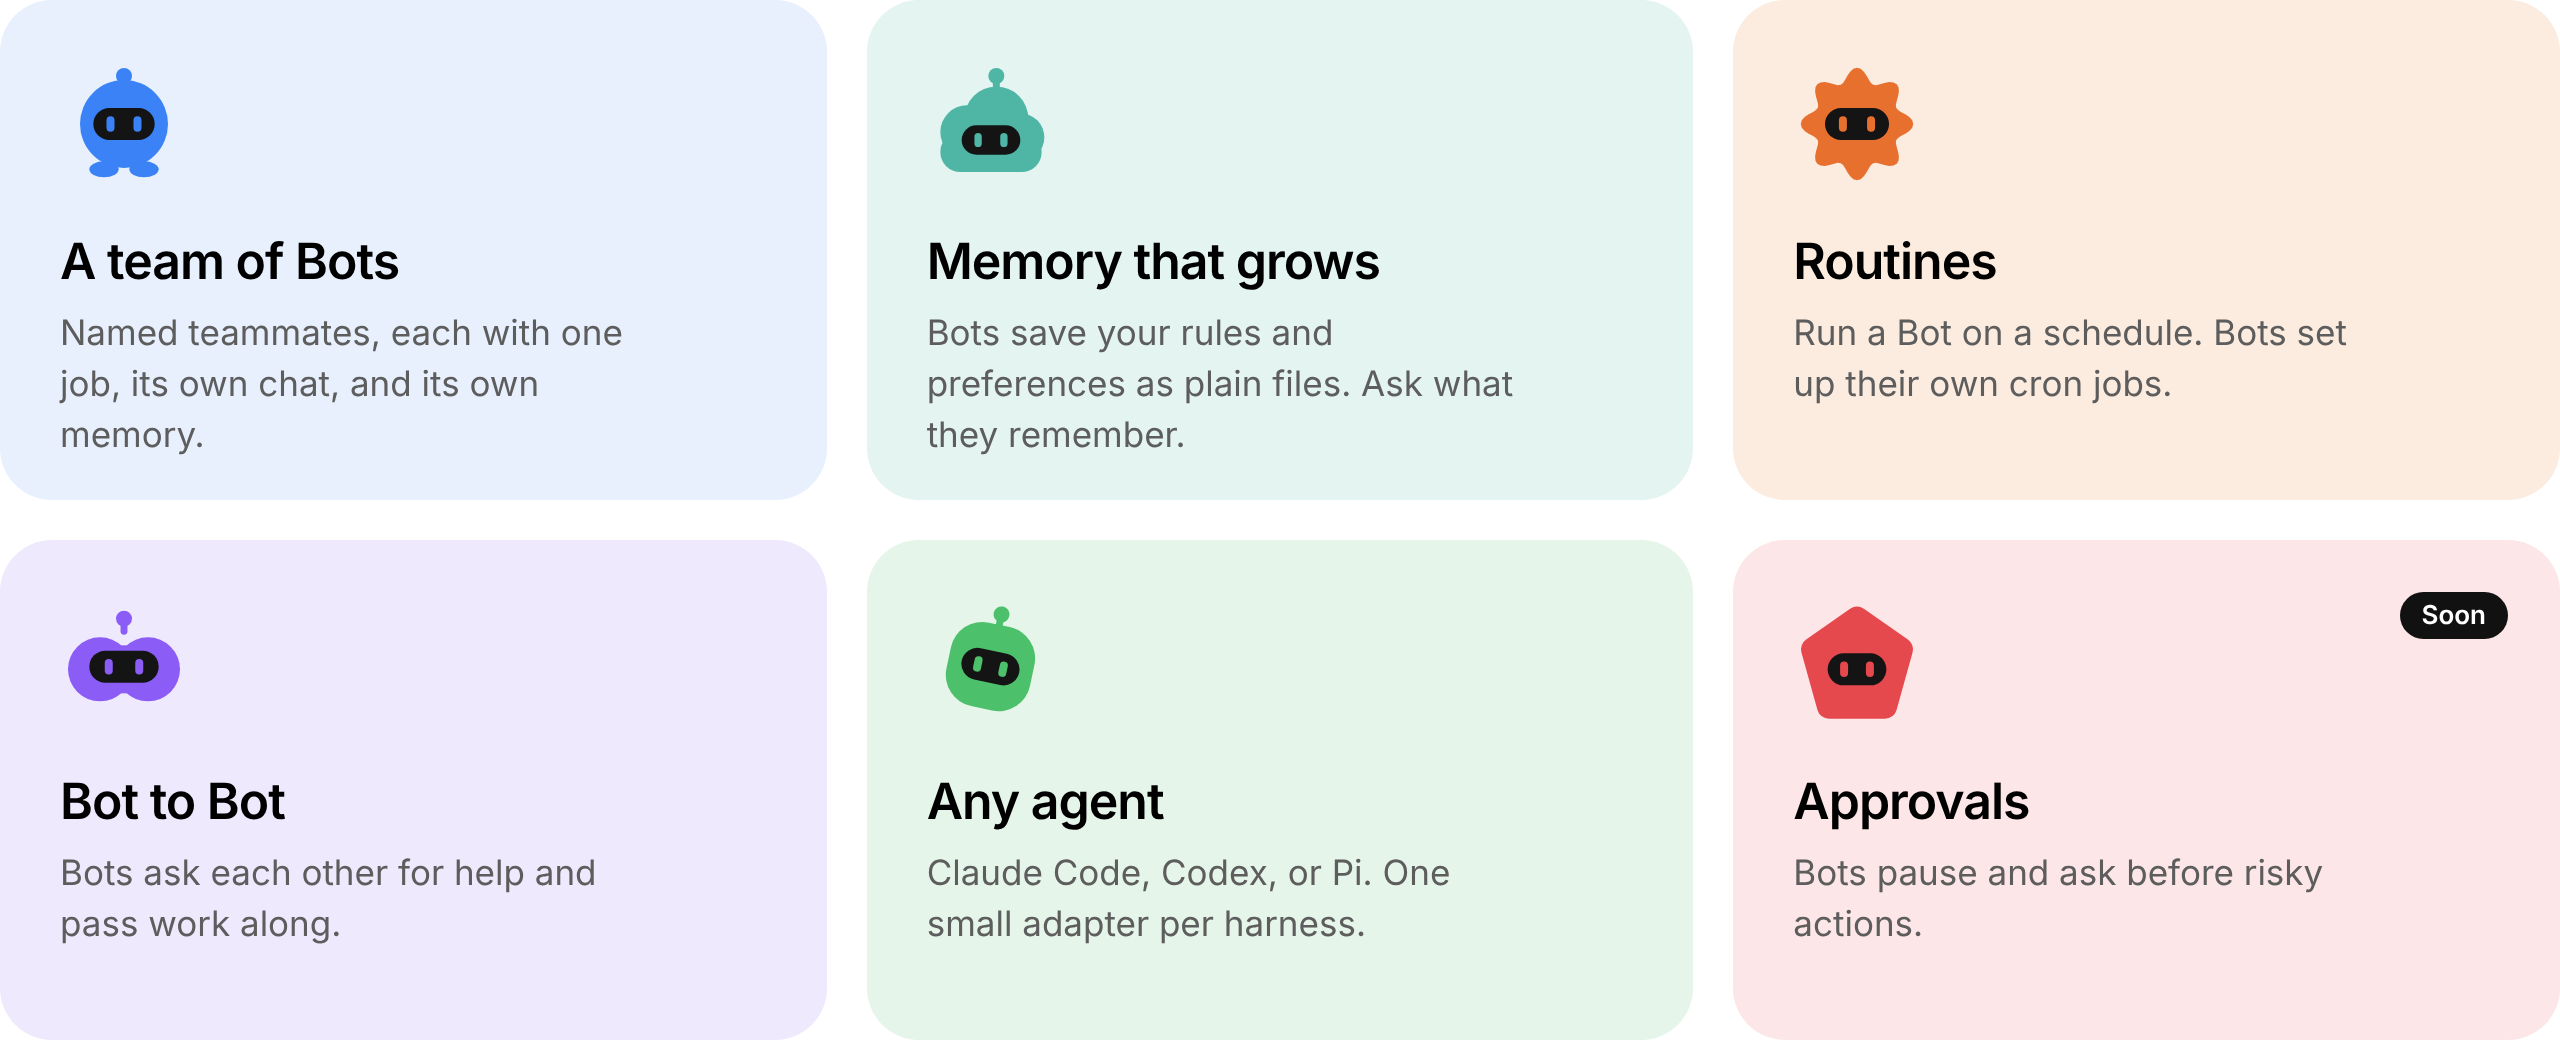 A team of Bots
Named teammates, each with one
job, its own chat, and its own
memory.
Memory that grows
Bots save your rules and
preferences as plain files. Ask what
they remember.
Routines
Run a Bot on a schedule. Bots set
up their own cron jobs.
Bot to Bot
Bots ask each other for help and
pass work along.
Any agent
Claude Code, Codex, or Pi. One
small adapter per harness.
Soon
Approvals
Bots pause and ask before risky
actions.